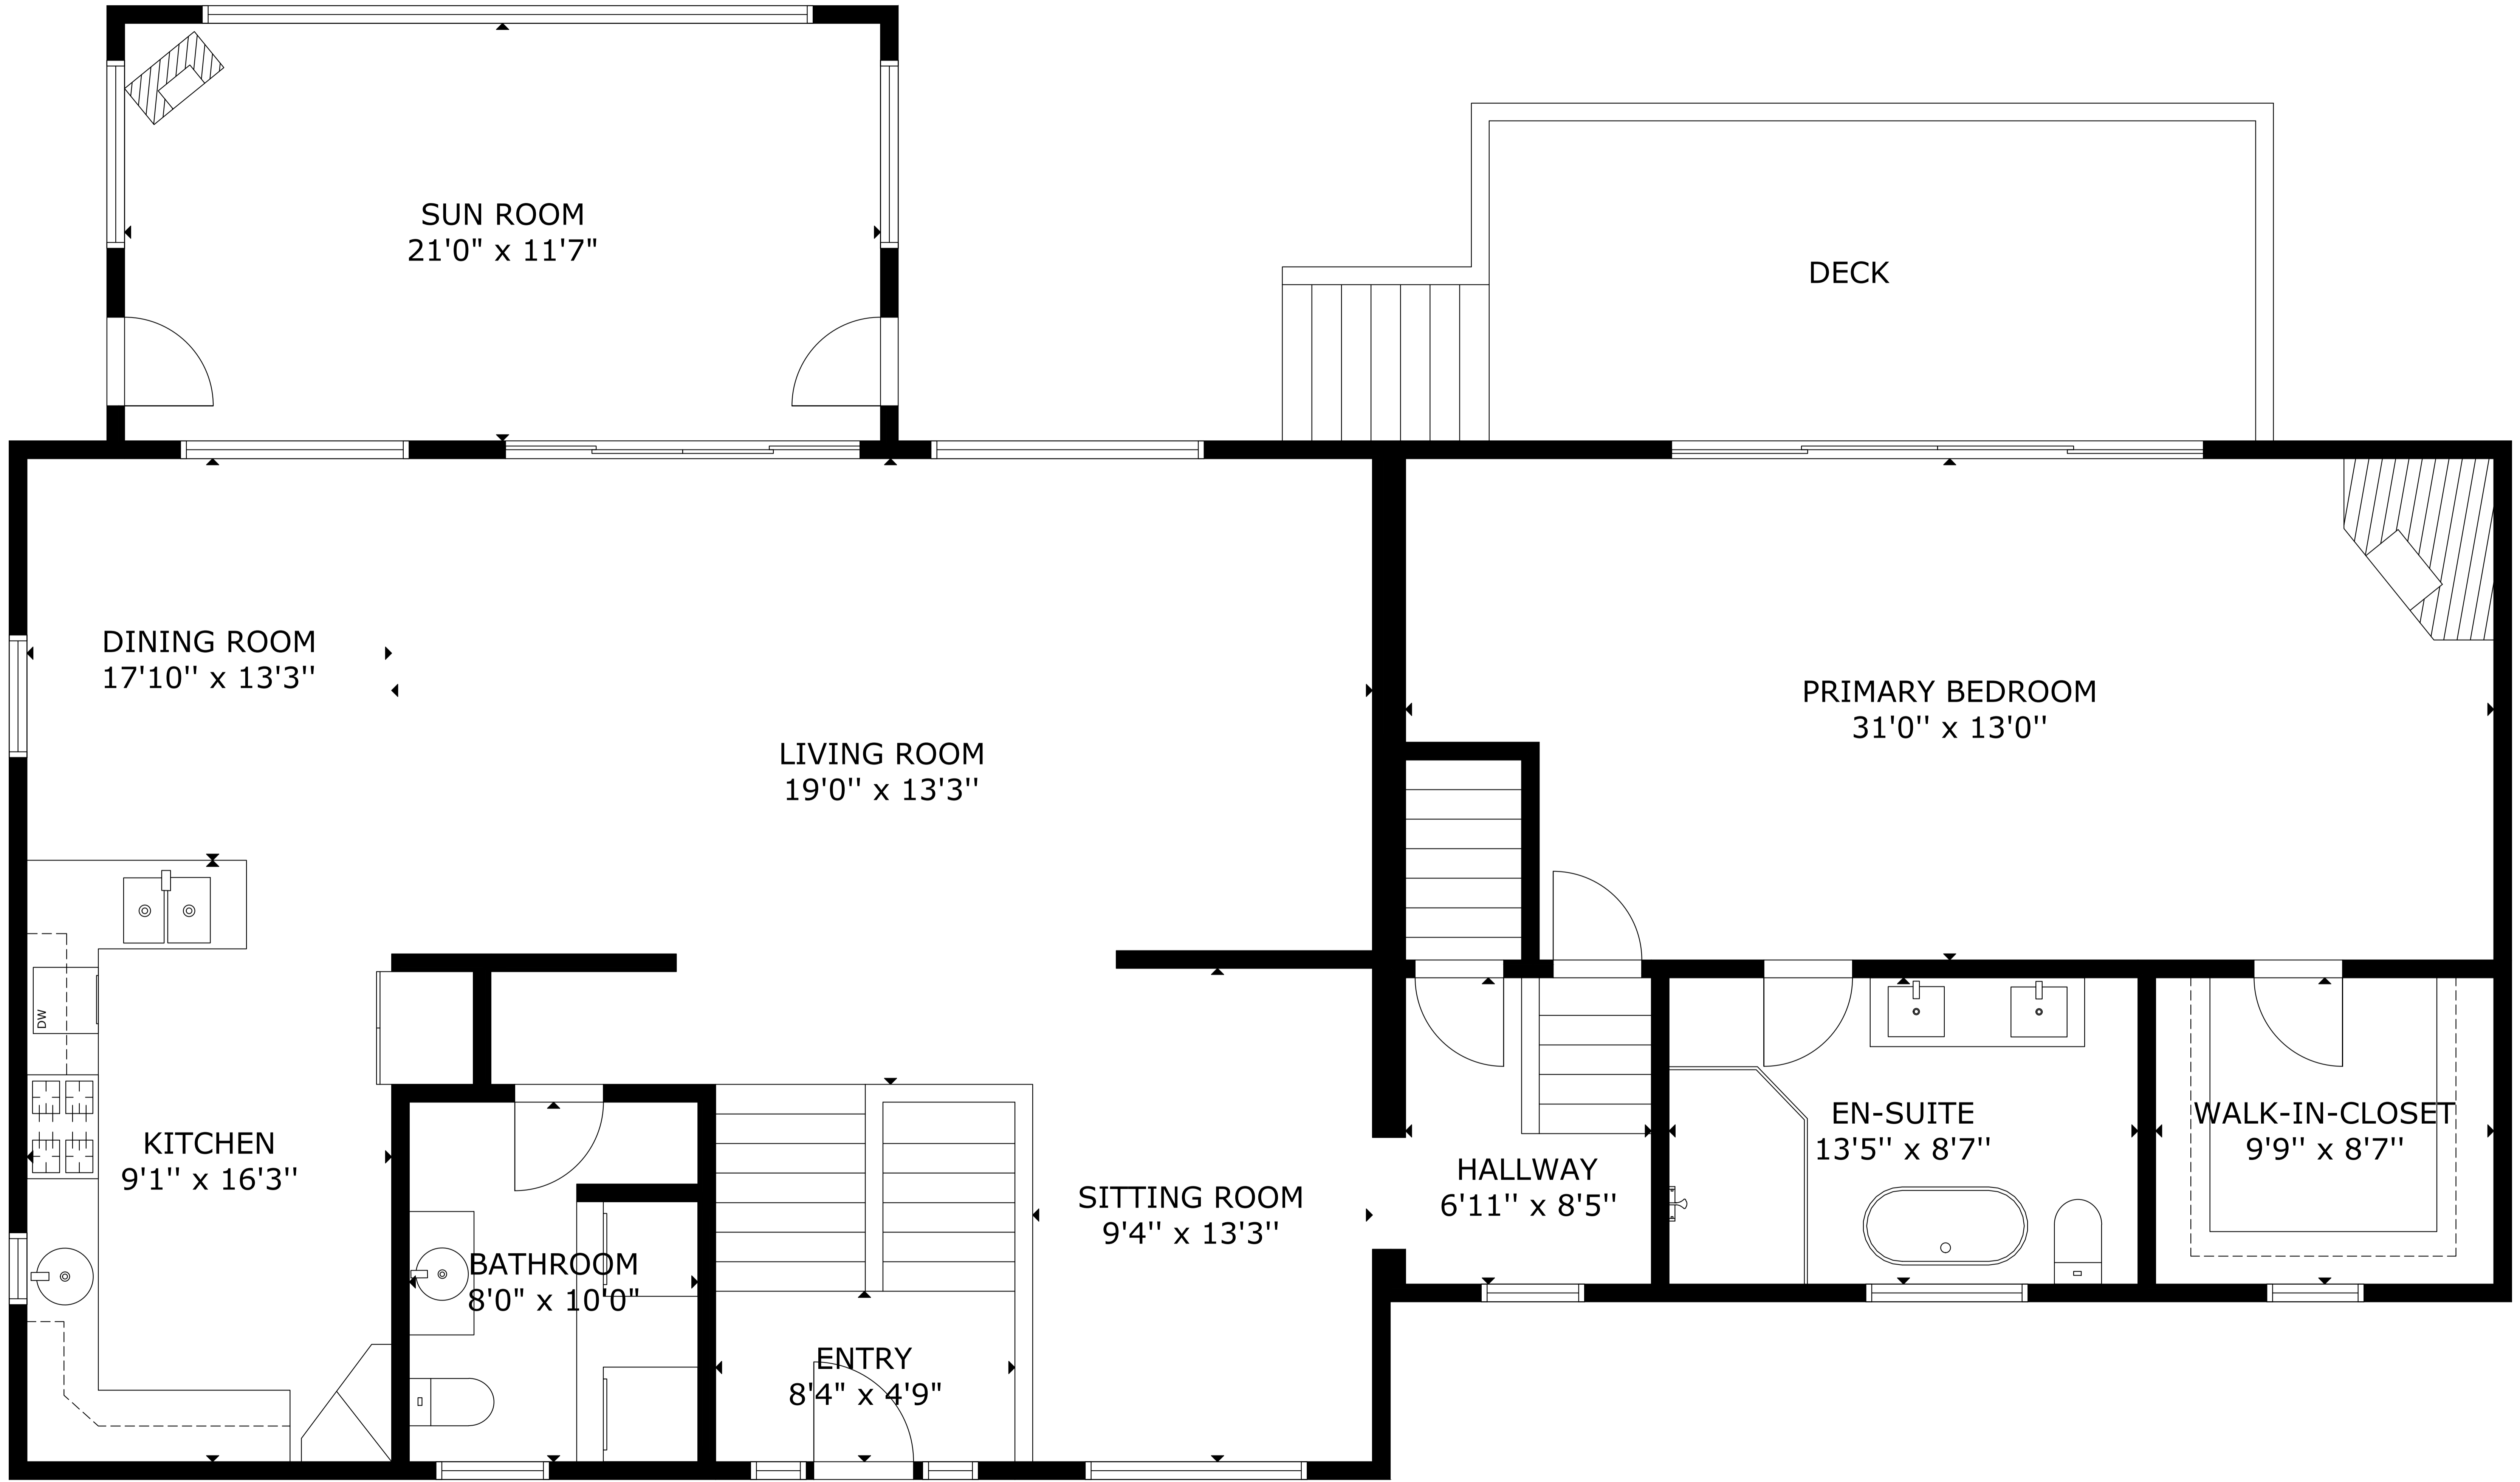 SUN ROOM
21'0" x 11'7"
DECK
DINING ROOM
17'10'' x 13'3''
LIVING ROOM
19'0'' x 13'3''
PRIMARY BEDROOM
31'0'' x 13'0''
DW
KITCHEN
9'1'' x 16'3''
BATHROOM
8'0" x 10'0"
ENTRY
8'4" x 4'9"
SITTING ROOM
9'4'' x 13'3''
HALLWAY
6'11'' x 8'5''
EN-SUITE
13'5'' x 8'7''
WALK-IN-CLOSET
9'9'' x 8'7''